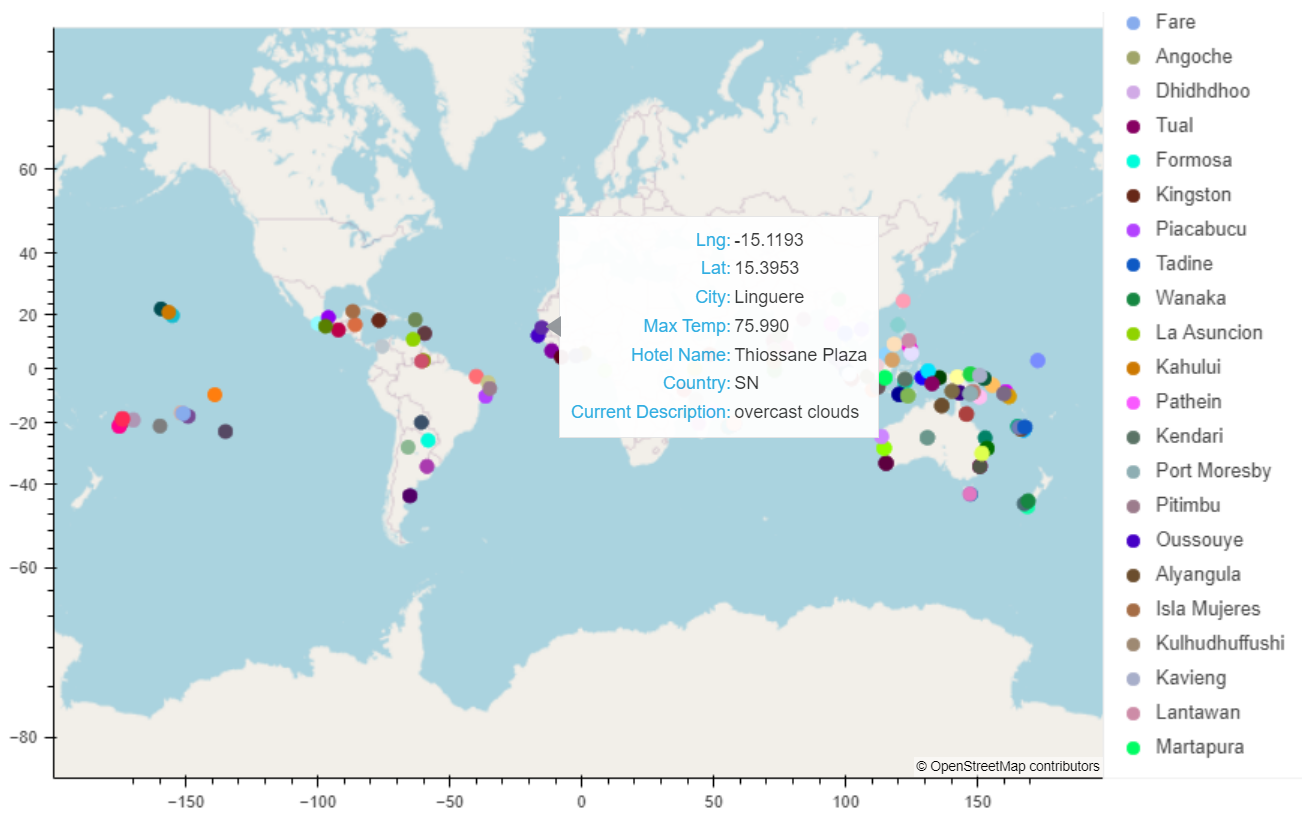 Fare
Angoche
Dhidhdhoo
Tual
Formosa
Kingston
Piacabucu
Tadine
Wanaka
La Asuncion
Kahului
Pathein
Kendari
Port Moresby
Pitimbu
Oussouye
Alyangula
Isla Mujeres
Kulhudhuffushi
Kavieng
Lantawan
Martapura
60
40
20
0
−20
−40
−60
−80
Lng: -15.1193
Lat: 15.3953
City: Linguere
Max Temp: 75.990
Hotel Name: Thiossane Plaza
Country: SN
Current Description: overcast clouds
© OpenStreetMap contributors
−150
−100
−50
0
50
100
150